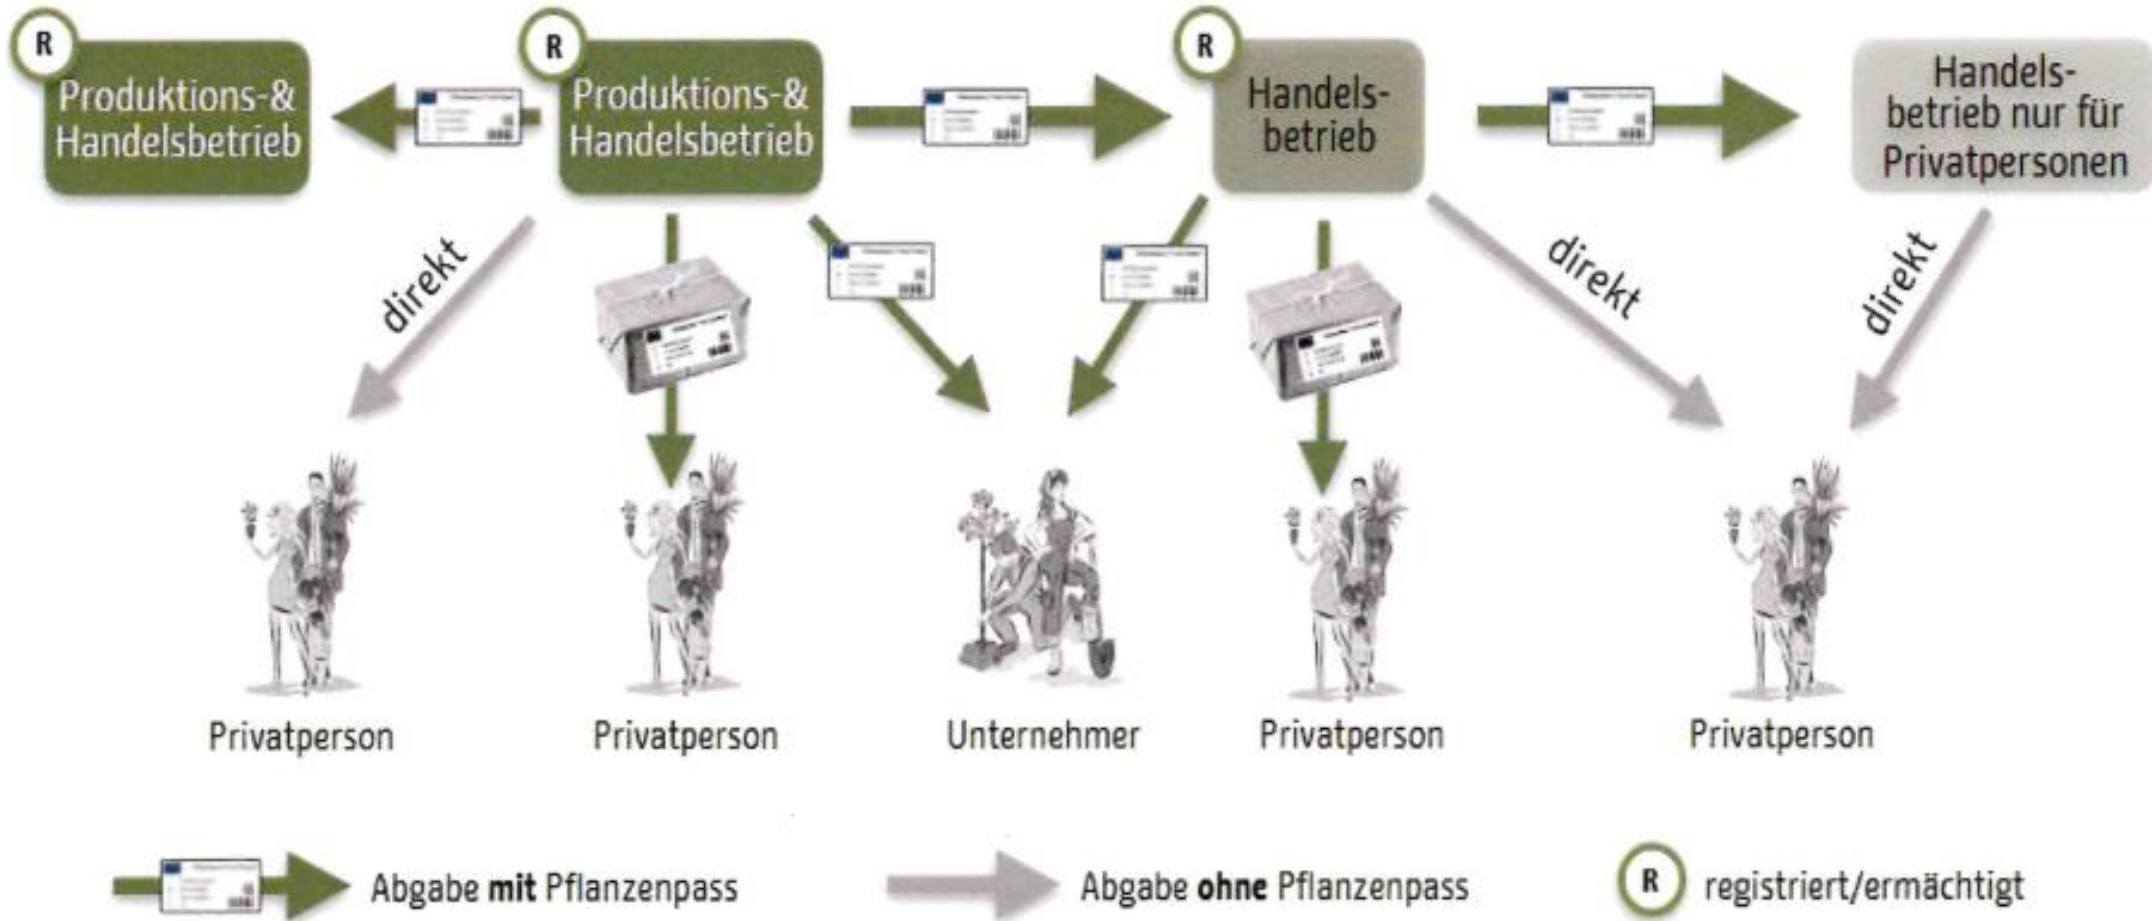 R
Produktions-&
Handelsbetrieb
R
Produktions-&
Handelsbetrieb
R
Handels-
betrieb
Handels-
betrieb nur für
Privatpersonen
direkt
direkt
direkt
Privatperson
Privatperson
Unternehmer
Privatperson
Privatperson
Abgabe mit Pflanzenpass
Abgabe ohne Pflanzenpass
R registriert/ermächtigt